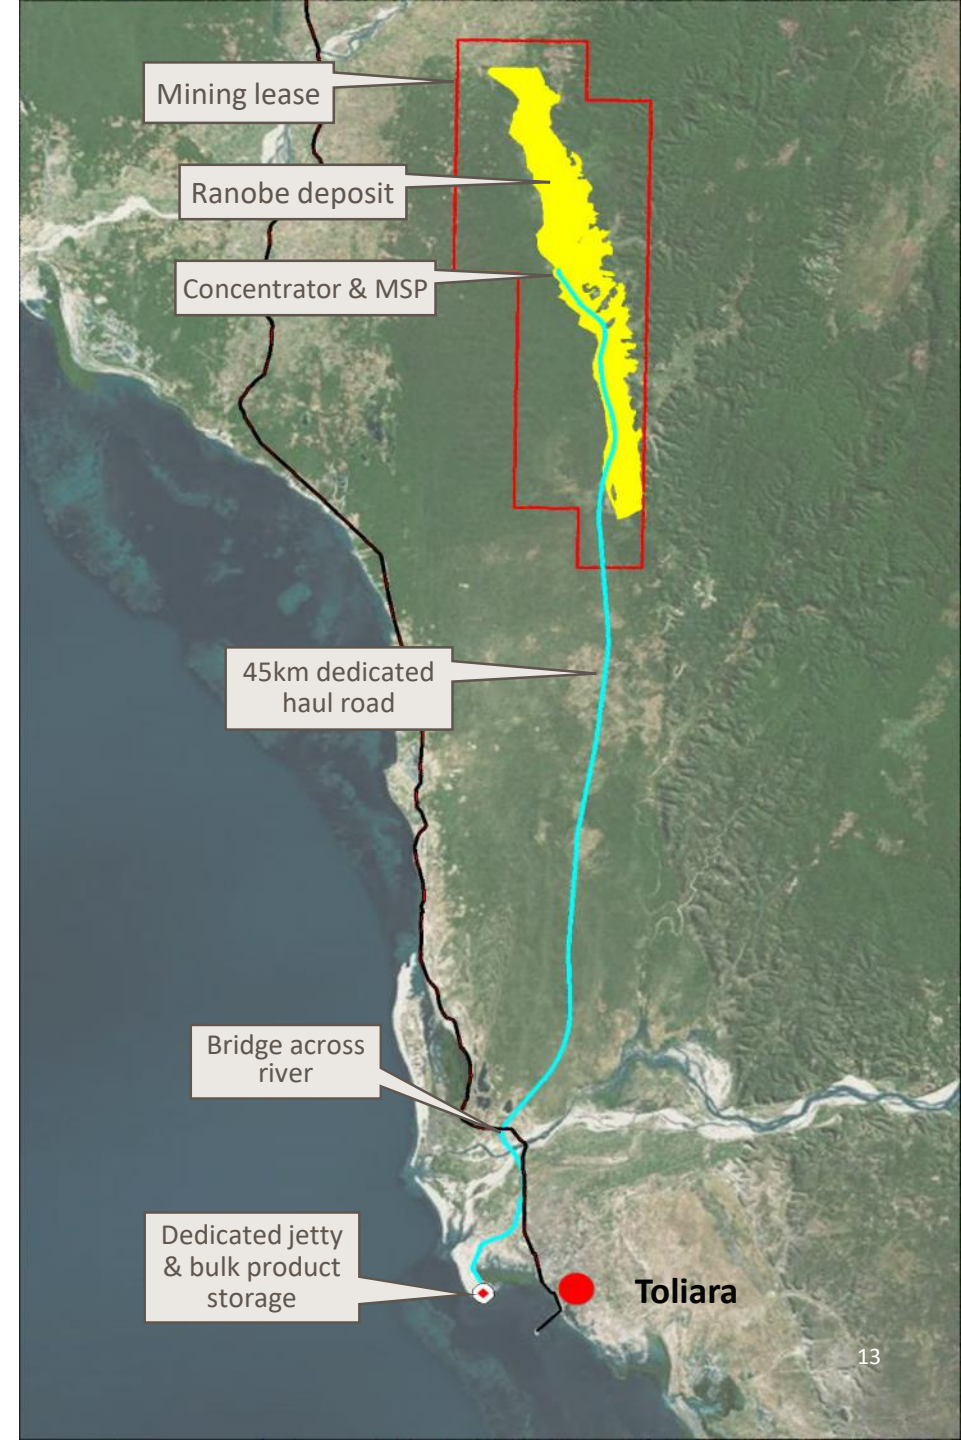 Mining lease
Ranobe deposit
Concentrator & MSP
45km dedicated
haul road
Bridge across
river
Dedicated jetty
& bulk product
storage
Toliara
13